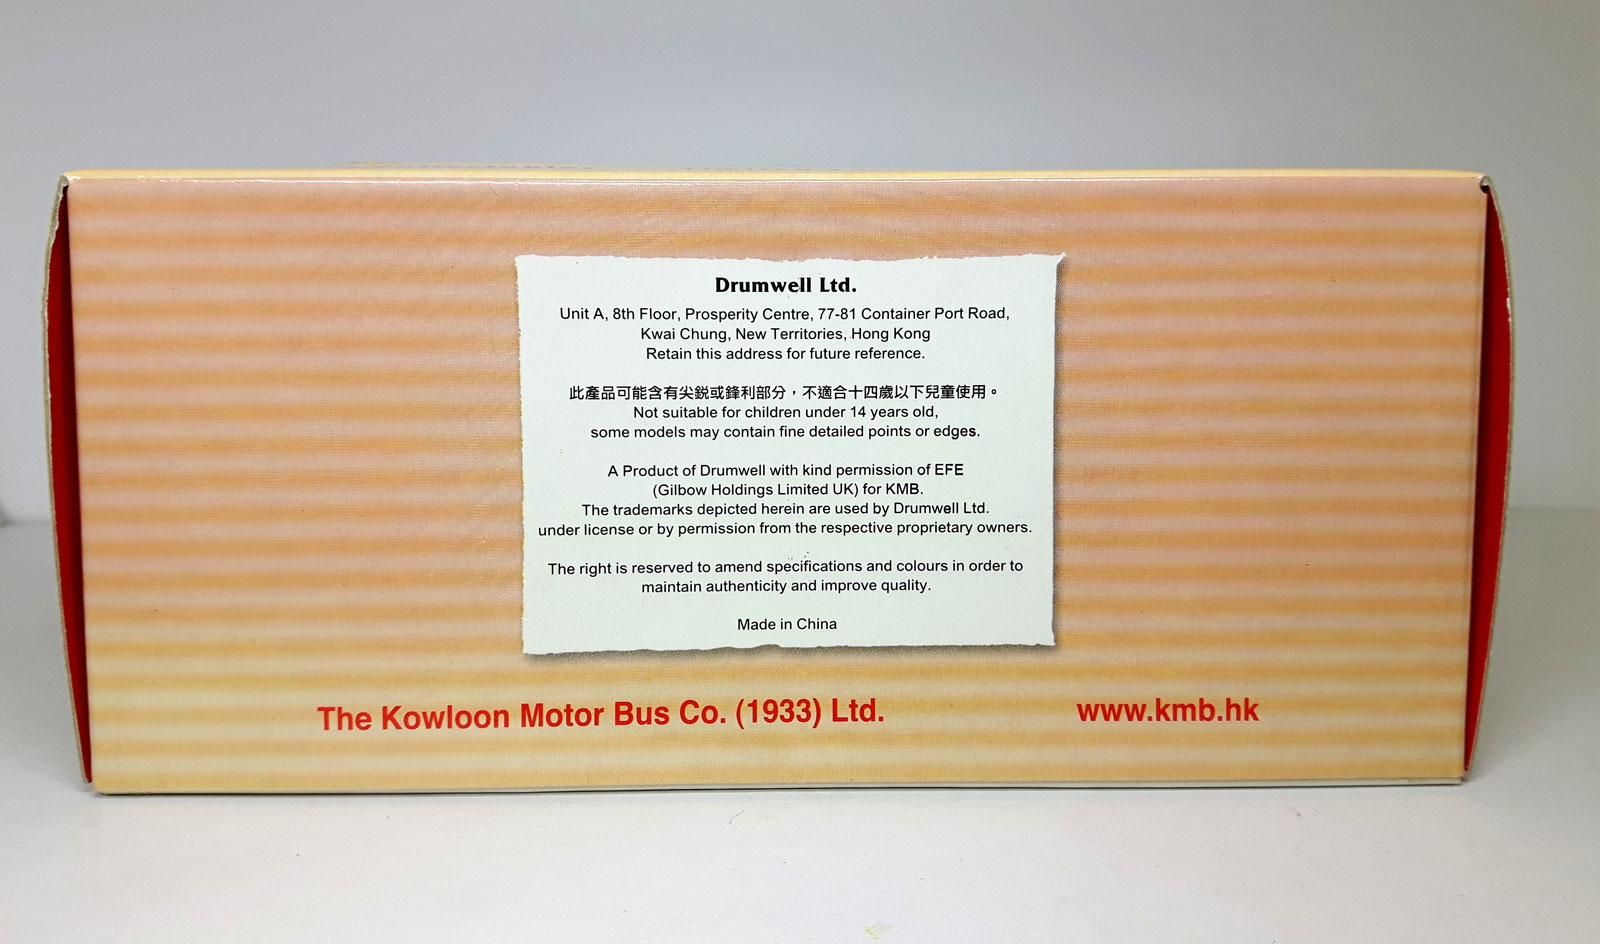 Drumwell Ltd.
Unit A, 8th Floor, Prosperity Centre, 77-81 Container Port Road,
Kwai Chung, New Territories, Hong Kong
Retain this address for future reference.
此產品可能含有尖銳或鋒利部分，不適合十四歲以下兒童使用。
Not suitable for children under 14 years old,
some models may contain fine detailed points or edges.
A Product of Drumwell with kind permission of EFE
(Gilbow Holdings Limited UK) for KMB.
The trademarks depicted herein are used by Drumwell Ltd.
under license or by permission from the respective proprietary owners.
The right is reserved to amend specifications and colours in order to
maintain authenticity and improve quality.
Made in China
The Kowloon Motor Bus Co. (1933) Ltd.
www.kmb.hk